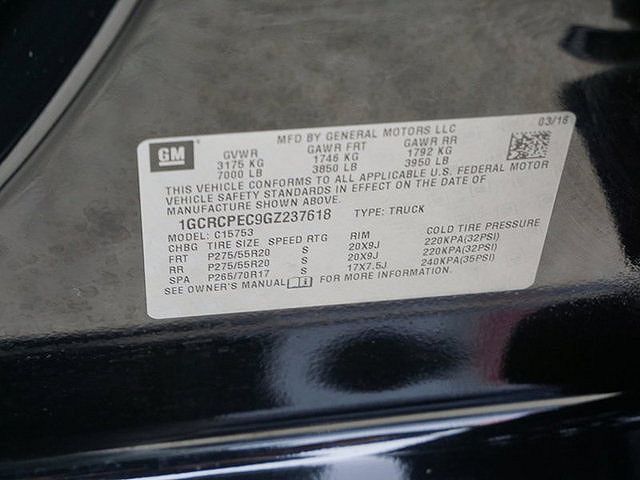 MFD BY GENERAL MOTORS LLC 03/16
GM
GVWR GAWR FRT GAWR RR
3175 KG 1746 KG 1792 KG
7000 LB 3850 LB 3950 LB
THIS VEHICLE CONFORMS TO ALL APPLICABLE U.S. FEDERAL MOTOR
VEHICLE SAFETY STANDARDS IN EFFECT ON THE DATE OF
MANUFACTURE SHOWN ABOVE.
1GCRCPEC9GZ237618 TYPE: TRUCK
MODEL: C15753
CHBG TIRE SIZE SPEED RTG RIM COLD TIRE PRESSURE
FRT P275/55R20 S 20X9J 220KPA(32PSI)
RR P275/55R20 S 20X9J 220KPA(32PSI)
SPA P265/70R17 S 17X7.5J 240KPA(35PSI)
SEE OWNER'S MANUAL FOR MORE INFORMATION.